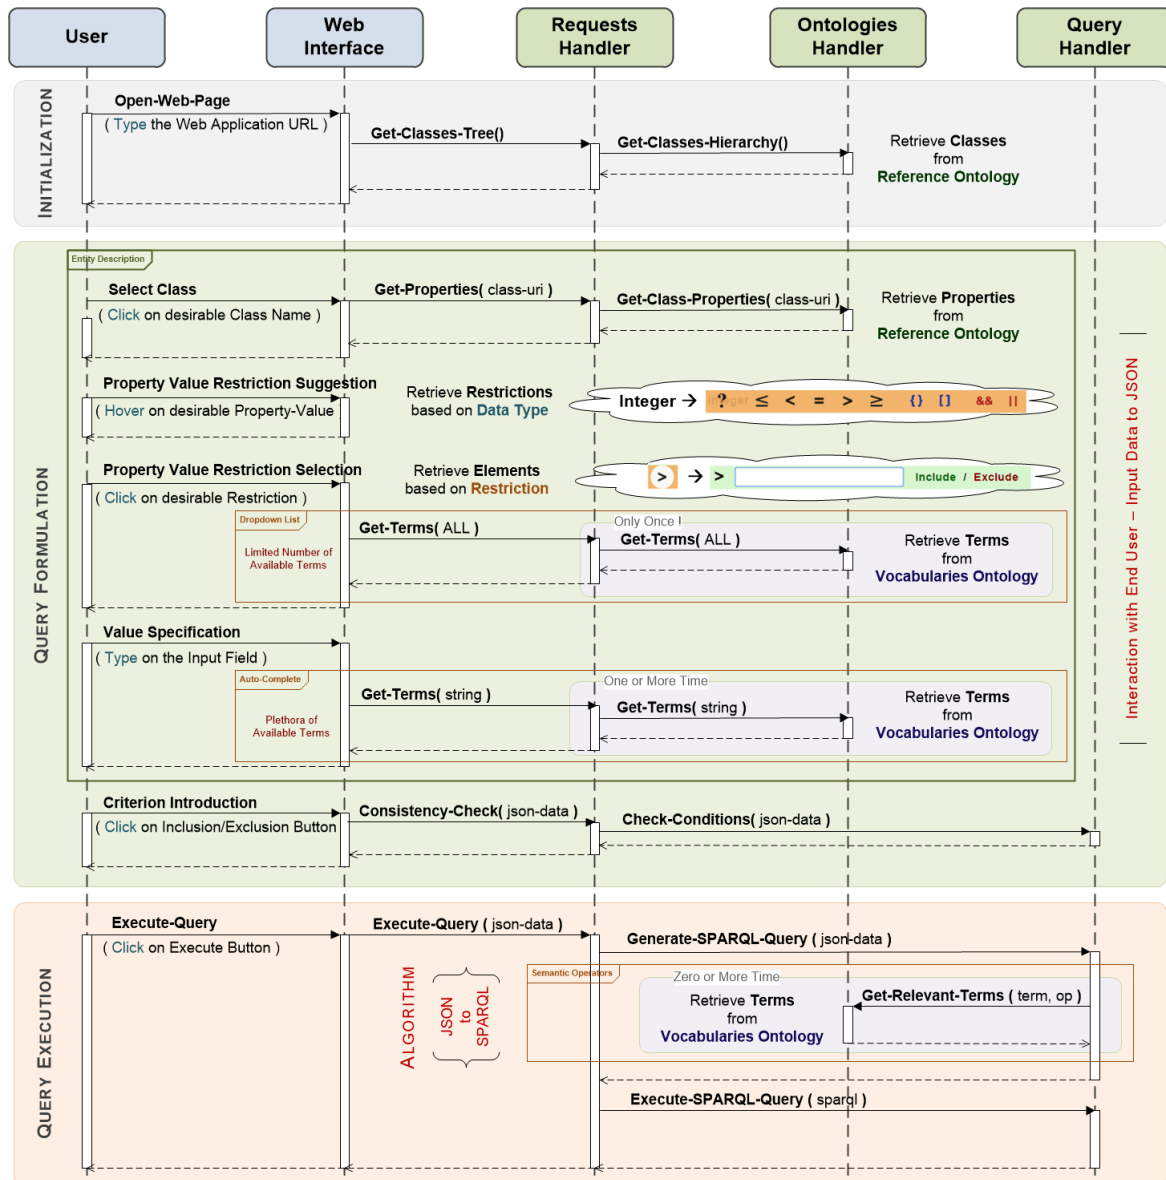 User
Web
Interface
Requests
Handler
Ontologies
Handler
Query
Handler
INITIALIZATION
Open-Web-Page
( Type the Web Application URL )
Get-Classes-Tree()
Get-Classes-Hierarchy()
Retrieve Classes
from
Reference Ontology
QUERY FORMULATION
Entity Description
Select Class
( Click on desirable Class Name )
Get-Properties( class-uri )
Get-Class-Properties( class-uri )
Retrieve Properties
from
Reference Ontology
Property Value Restriction Suggestion
( Hover on desirable Property-Value
Retrieve Restrictions
based on Data Type
Integer → Integer ? ≤ < = > ≥ {} [] && ||
Property Value Restriction Selection
( Click on desirable Restriction )
Retrieve Elements
based on Restriction
> → > Include / Exclude
Dropdown List
Limited Number of
Available Terms
Get-Terms( ALL )
Only Once !
Get-Terms( ALL )
Retrieve Terms
from
Vocabularies Ontology
Value Specification
( Type on the Input Field )
Auto-Complete
Plethora of
Available Terms
Get-Terms( string )
One or More Time
Get-Terms( string )
Retrieve Terms
from
Vocabularies Ontology
Interaction with End User – Input Data to JSON
Criterion Introduction
( Click on Inclusion/Exclusion Button
Consistency-Check( json-data )
Check-Conditions( json-data )
QUERY EXECUTION
Execute-Query
( Click on Execute Button )
Execute-Query ( json-data )
Generate-SPARQL-Query ( json-data )
ALGORITHM
JSON
to
SPARQL
Semantic Operators
Zero or More Time
Retrieve Terms
from
Vocabularies Ontology
Get-Relevant-Terms ( term, op )
Execute-SPARQL-Query ( sparql )